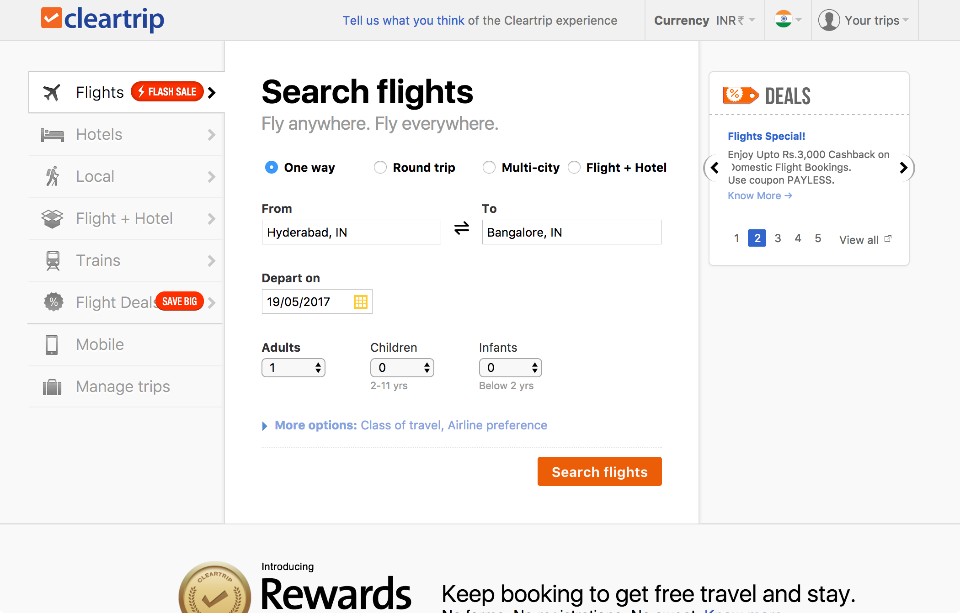 cleartrip
Tell us what you think of the Cleartrip experience
Currency INR₹
Your trips
Flights FLASH SALE
Hotels
Local
Flight + Hotel
Trains
Flight Deal SAVE BIG
Mobile
Manage trips
Search flights
Fly anywhere. Fly everywhere.
One way Round trip Multi-city Flight + Hotel
From To
Hyderabad, IN Bangalore, IN
Depart on
19/05/2017
Adults Children Infants
1 0 0
2-11 yrs Below 2 yrs
More options: Class of travel, Airline preference
Search flights
% DEALS
Flights Special!
Enjoy Upto Rs.3,000 Cashback on
Domestic Flight Bookings.
Use coupon PAYLESS.
Know More →
1 2 3 4 5 View all
CLEARTRIP
Introducing
Rewards
Keep booking to get free travel and stay.